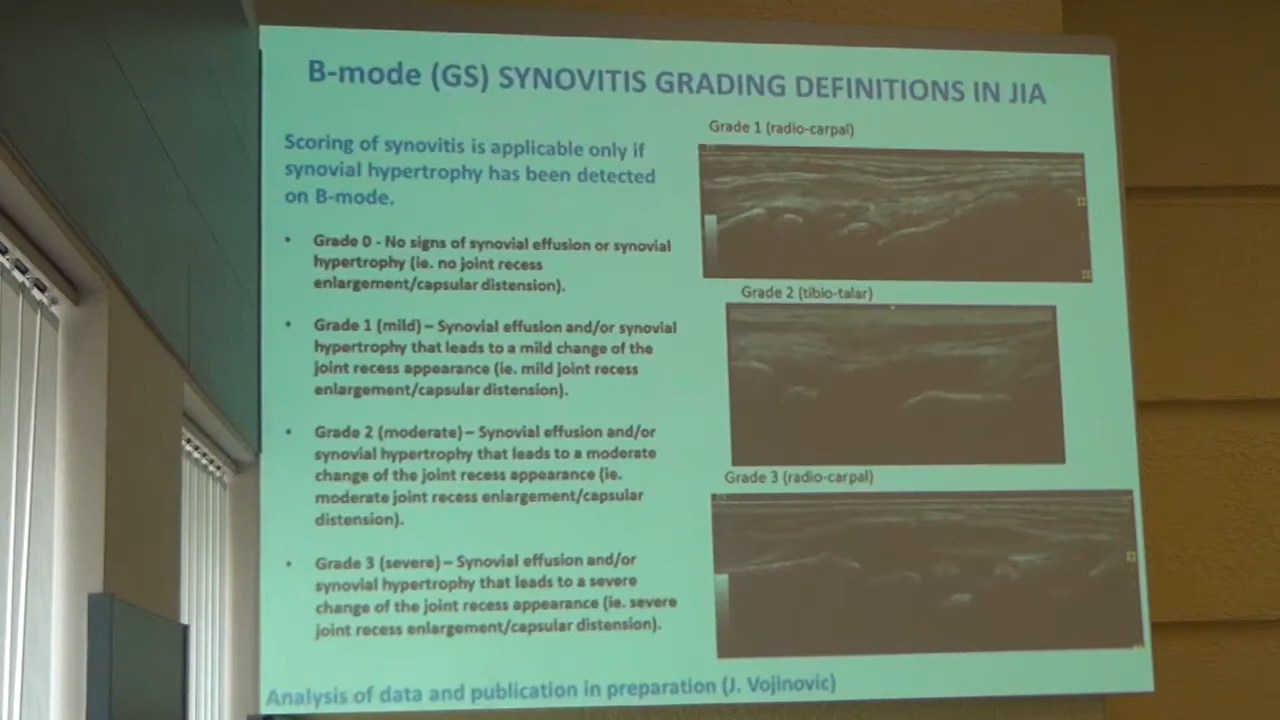 B-mode (GS) SYNOVITIS GRADING DEFINITIONS IN JIA
Scoring of synovitis is applicable only if
synovial hypertrophy has been detected
on B-mode.
• Grade 0 - No signs of synovial effusion or synovial
hypertrophy (ie. no joint recess
enlargement/capsular distension).
• Grade 1 (mild) – Synovial effusion and/or synovial
hypertrophy that leads to a mild change of the
joint recess appearance (ie. mild joint recess
enlargement/capsular distension).
• Grade 2 (moderate) – Synovial effusion and/or
synovial hypertrophy that leads to a moderate
change of the joint recess appearance (ie.
moderate joint recess enlargement/capsular
distension).
• Grade 3 (severe) – Synovial effusion and/or
synovial hypertrophy that leads to a severe
change of the joint recess appearance (ie. severe
joint recess enlargement/capsular distension).
Grade 1 (radio-carpal)
Grade 2 (tibio-talar)
Grade 3 (radio-carpal)
Analysis of data and publication in preparation (J. Vojinovic)